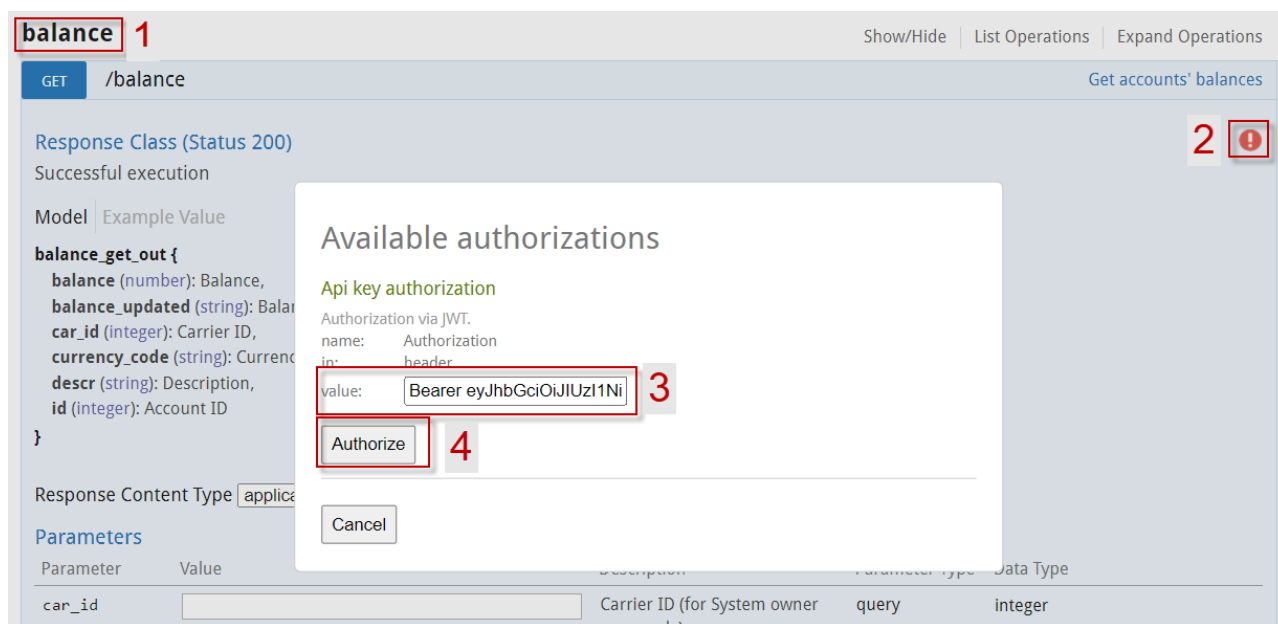 balance 1
Show/Hide List Operations Expand Operations
GET /balance Get accounts' balances
Response Class (Status 200) 2
Successful execution
Model Example Value
balance_get_out {
balance (number): Balance,
balance_updated (string):
car_id (integer): Carrier ID,
currency_code (string):
descr (string): Description,
id (integer): Account ID
}
Response Content Type
Parameters
Parameter Value Description Parameter Type Data Type
car_id Carrier ID (for System owner query integer
Available authorizations
Api key authorization
Authorization via JWT.
name: Authorization
in: header
value: Bearer eyJhbGciOiJIUzI1Ni 3
Authorize 4
Cancel